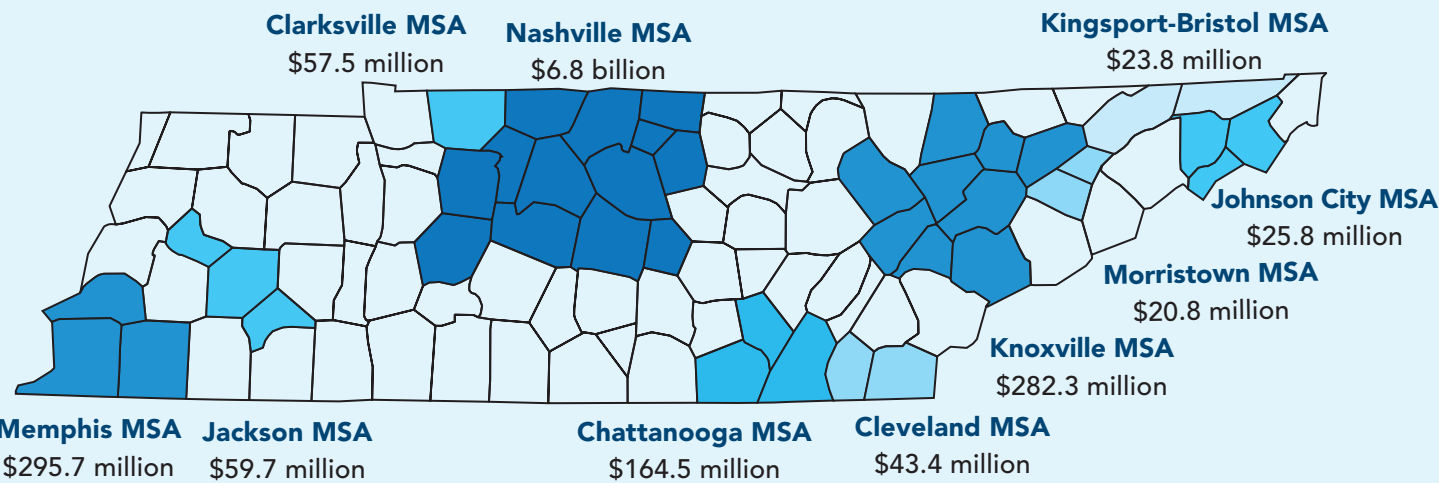 Clarksville MSA
$57.5 million
Nashville MSA
$6.8 billion
Kingsport-Bristol MSA
$23.8 million
Johnson City MSA
$25.8 million
Morristown MSA
$20.8 million
Knoxville MSA
$282.3 million
Memphis MSA
$295.7 million
Jackson MSA
$59.7 million
Chattanooga MSA
$164.5 million
Cleveland MSA
$43.4 million